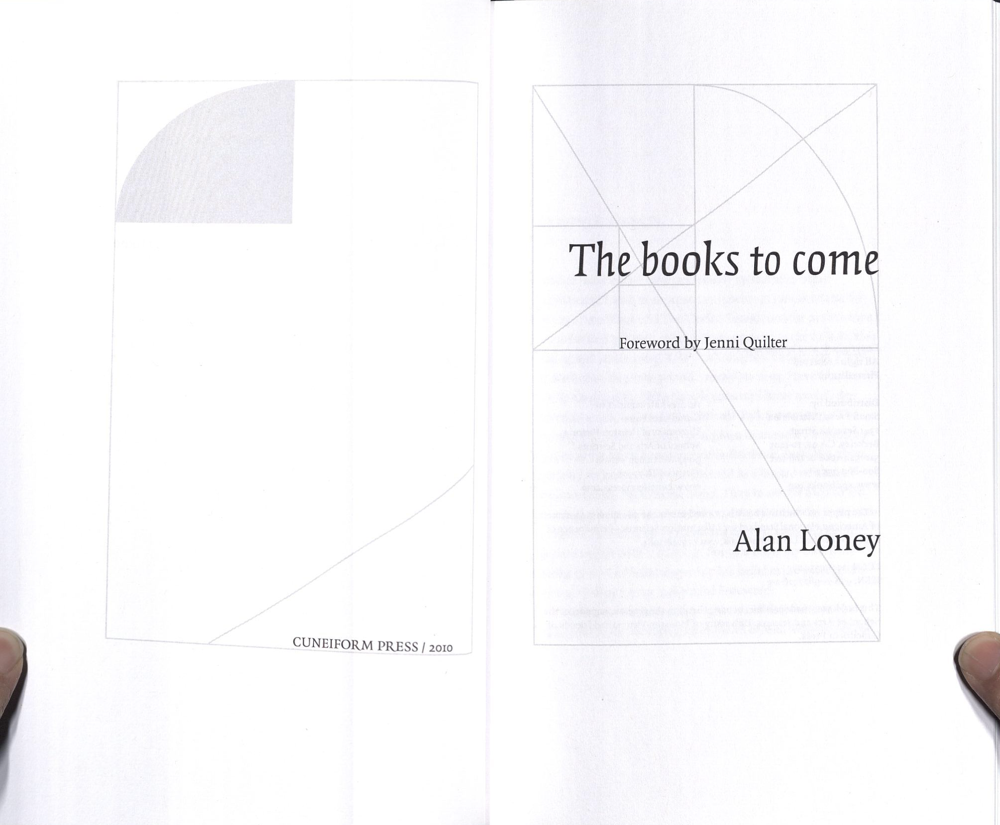 CUNEIFORM PRESS / 2010
The books to come
Foreword by Jenni Quilter
Alan Loney